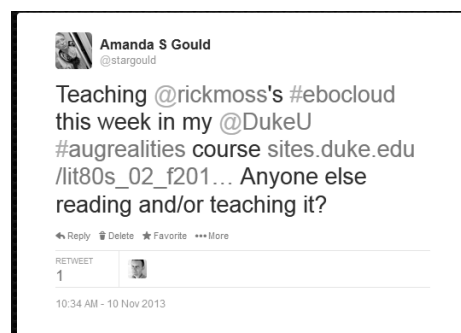 Amanda S Gould
@stargould
Teaching @rickmoss's #ebocloud
this week in my @DukeU
#augrealities course sites.duke.edu
/lit80s_02_f201… Anyone else
reading and/or teaching it?
Reply Delete Favorite More
RETWEET
1
10:34 AM - 10 Nov 2013